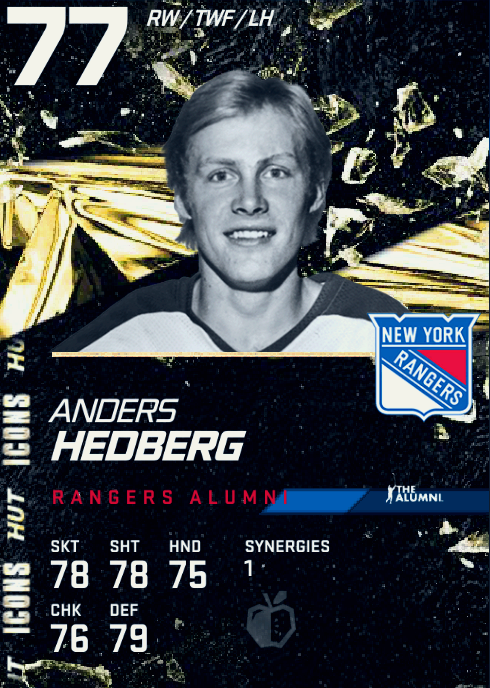 77
RW / TWF / LH
NEW YORK
RANGERS
ANDERS
HEDBERG
RANGERS ALUMNI
THE
ALUMNI.
SKT SHT HND SYNERGIES
78 78 75 1
CHK DEF
76 79
HUT
ICONS
HUT
ICONS